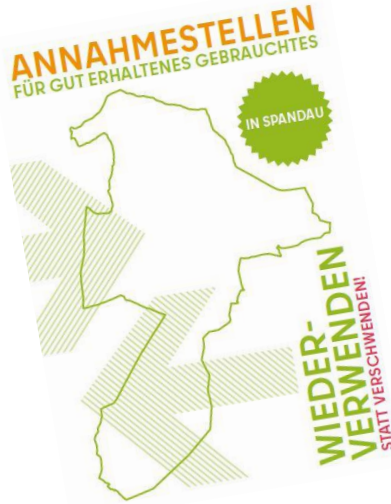 ANNAHMESTELLEN
FÜR GUT ERHALTENES GEBRAUCHTES
IN SPANDAU
WIEDER-
VERWENDEN
STATT VERSCHWENDEN!